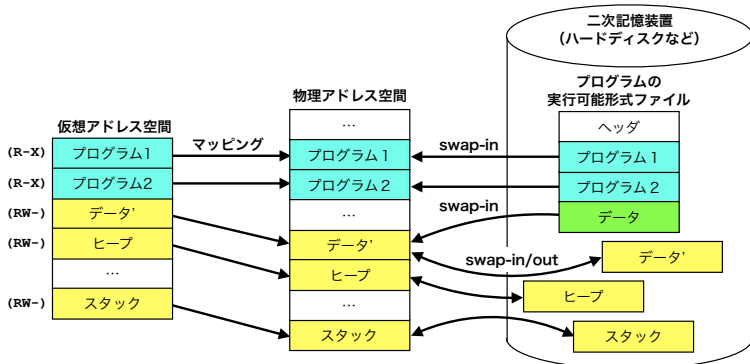 二次記憶装置
（ハードディスクなど）
プログラムの
実行可能形式ファイル
ヘッダ
プログラム１
プログラム２
データ
物理アドレス空間
…
プログラム１
プログラム２
…
データ'
ヒープ
…
スタック
仮想アドレス空間
(R-X)
プログラム1
(R-X)
プログラム2
(RW-)
データ'
(RW-)
ヒープ
…
(RW-)
スタック
マッピング
swap-in
swap-in
swap-in/out
データ'
ヒープ
スタック